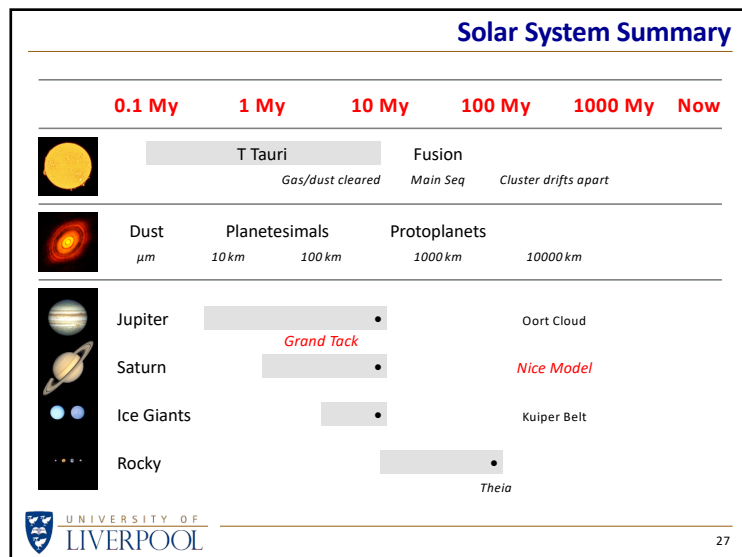 Solar System Summary
0.1 My 1 My 10 My 100 My 1000 My Now
T Tauri Fusion
Gas/dust cleared Main Seq Cluster drifts apart
Dust Planetesimals Protoplanets
µm 10 km 100 km 1000 km 10000 km
Jupiter Oort Cloud
Grand Tack
Saturn Nice Model
Ice Giants Kuiper Belt
Rocky
Theia
UNIVERSITY OF
LIVERPOOL
27